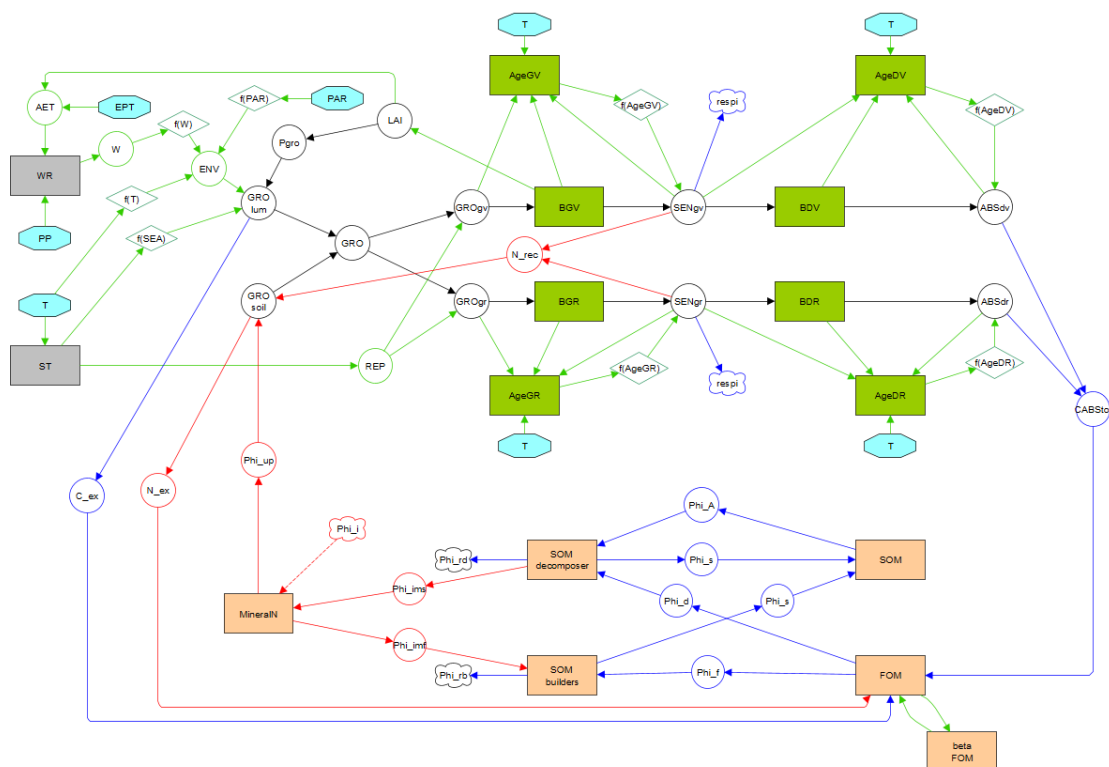 T
T
AgeGV
AgeDV
f(PAR)
PAR
AET
EPT
f(W)
f(AgeGV)
respi
f(AgeDV)
LAI
Pgro
W
WR
ENV
f(T)
GRO
lum
GROgv
BGV
SENgv
BDV
ABSdv
PP
f(SEA)
GRO
N_rec
T
GRO
soil
GROgr
BGR
SENgr
BDR
ABSdr
ST
REP
f(AgeGR)
f(AgeDR)
respi
AgeGR
AgeDR
CABSto
T
T
Phi_up
C_ex
N_ex
Phi_A
Phi_i
Phi_rd
SOM
decomposer
Phi_s
SOM
Phi_ims
Phi_d
Phi_s
MineralN
Phi_imf
Phi_rb
SOM
builders
Phi_f
FOM
beta
FOM